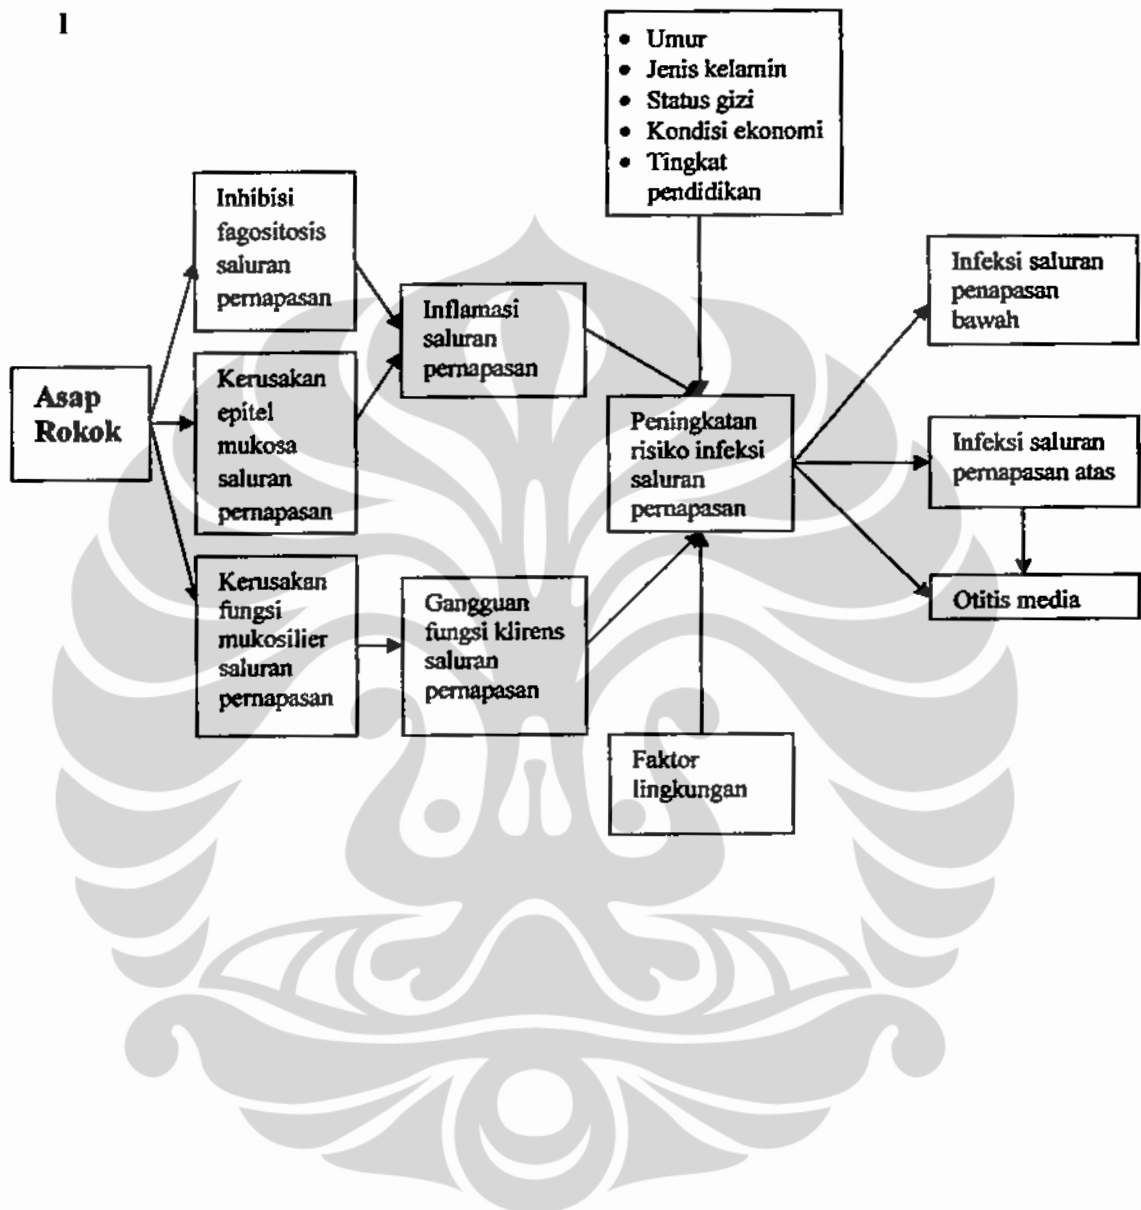 1
• Umur
• Jenis kelamin
• Status gizi
• Kondisi ekonomi
• Tingkat
pendidikan
Inhibisi
fagositosis
saluran
pernapasan
Inflamasi
saluran
pernapasan
Infeksi saluran
penapasan
bawah
Asap
Rokok
Kerusakan
epitel
mukosa
saluran
pernapasan
Peningkatan
risiko infeksi
saluran
pernapasan
Infeksi saluran
pernapasan atas
Kerusakan
fungsi
mukosilier
saluran
pernapasan
Gangguan
fungsi klirens
saluran
pernapasan
Otitis media
Faktor
lingkungan